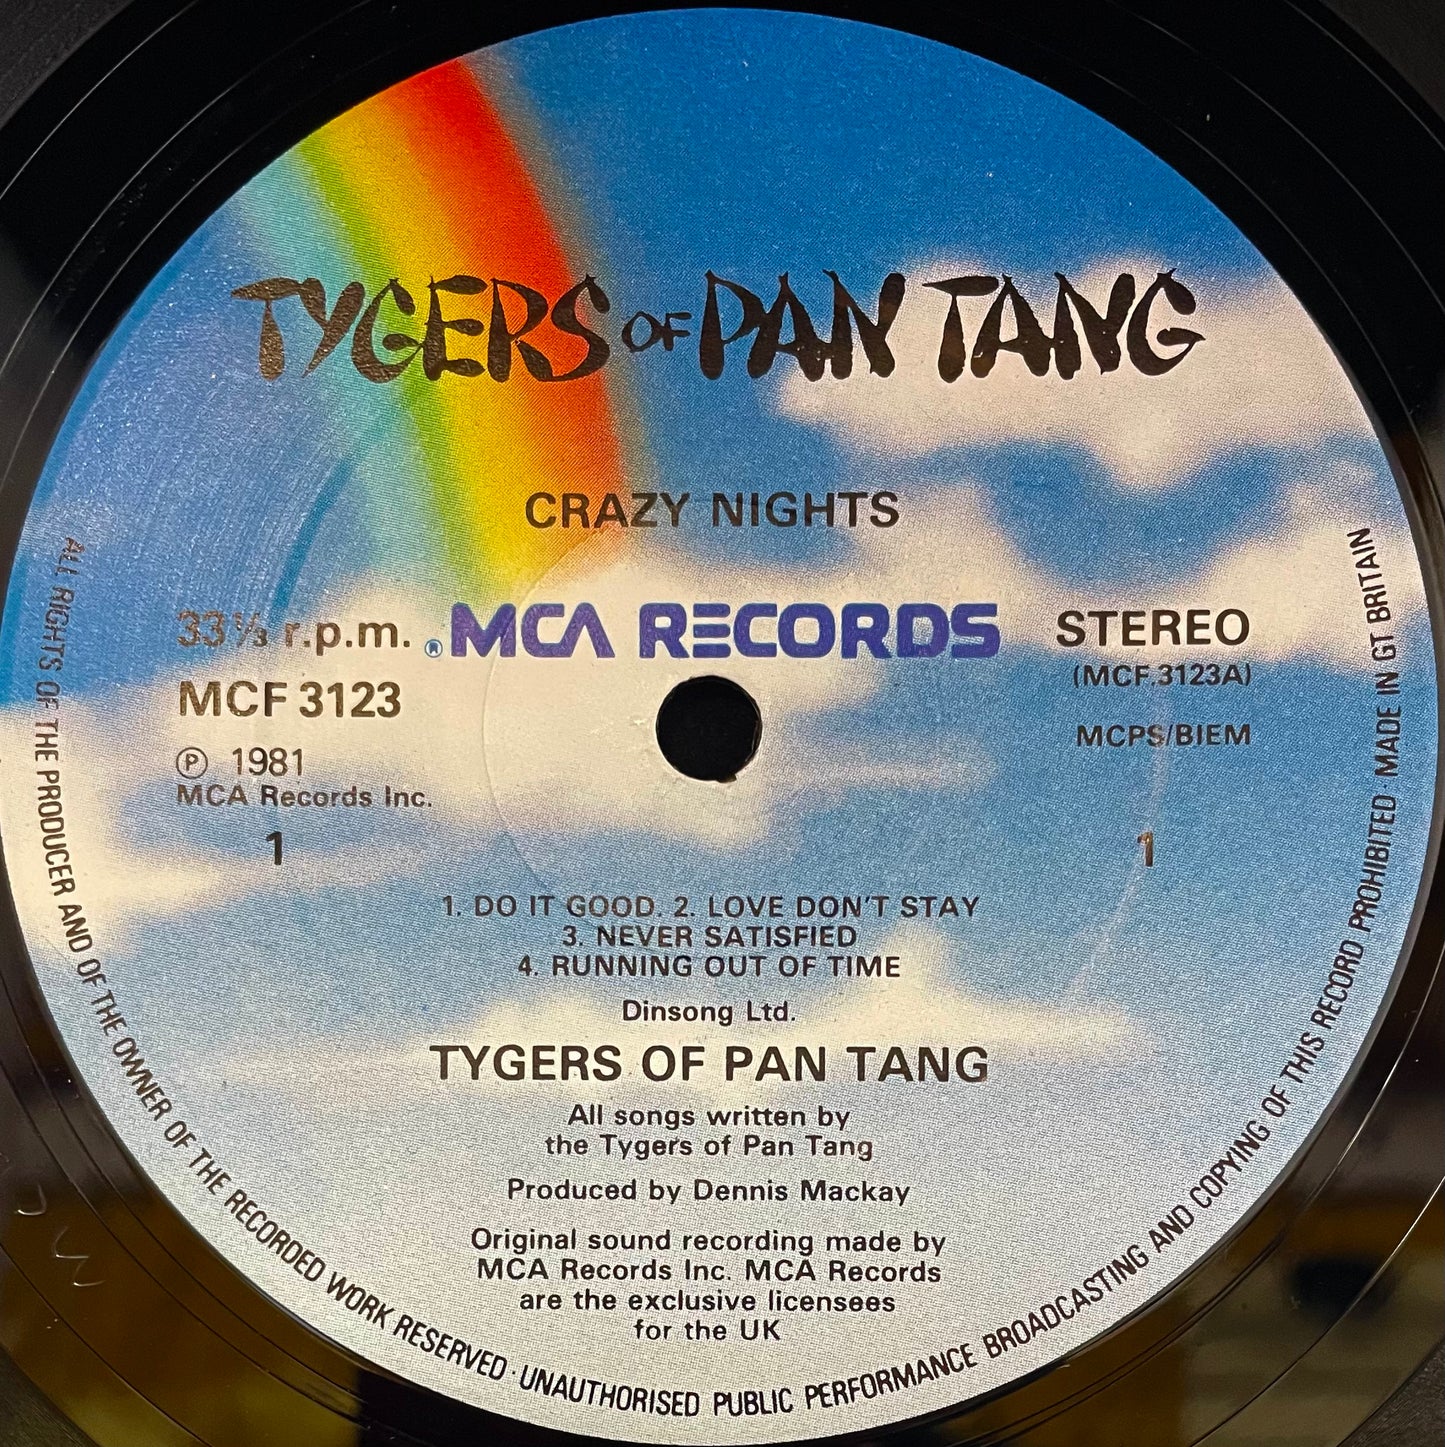 TYGERS OF PAN TANG
CRAZY NIGHTS
33⅓ r.p.m.
® MCA RECORDS
STEREO
MCF 3123
(MCF.3123A)
Ⓟ 1981
MCPS/BIEM
MCA Records Inc.
1
1
1. DO IT GOOD. 2. LOVE DON'T STAY
3. NEVER SATISFIED
4. RUNNING OUT OF TIME
Dinsong Ltd.
TYGERS OF PAN TANG
All songs written by
the Tygers of Pan Tang
Produced by Dennis Mackay
Original sound recording made by
MCA Records Inc. MCA Records
are the exclusive licensees
for the UK
ALL RIGHTS OF THE PRODUCER AND OF THE OWNER OF THE RECORDED WORK RESERVED · UNAUTHORISED PUBLIC PERFORMANCE BROADCASTING AND COPYING OF THIS RECORD PROHIBITED · MADE IN GT BRITAIN